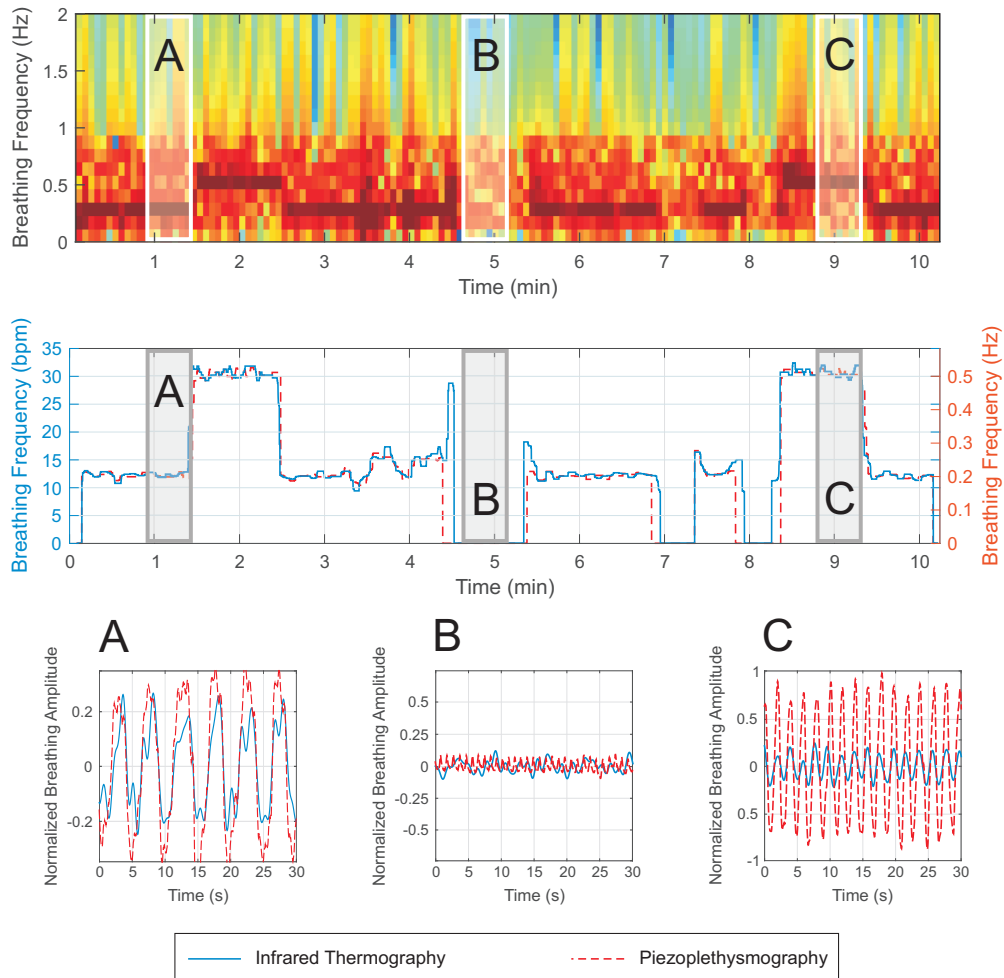 2
1.5
1
0.5
0
Breathing Frequency (Hz)
A
B
C
1 2 3 4 5 6 7 8 9 10
Time (min)
Breathing Frequency (bpm)
35
30
25
20
15
10
5
0
A
B
C
0.5
0.4
0.3
0.2
0.1
0
Breathing Frequency (Hz)
0 1 2 3 4 5 6 7 8 9 10
Time (min)
A
Normalized Breathing Amplitude
0.2
0
-0.2
0 5 10 15 20 25 30
Time (s)
B
Normalized Breathing Amplitude
0.5
0.25
0
-0.25
-0.5
0 5 10 15 20 25 30
Time (s)
C
Normalized Breathing Amplitude
1
0.5
0
0.5
-1
0 5 10 15 20 25 30
Time (s)
Infrared Thermography
Piezoplethysmography